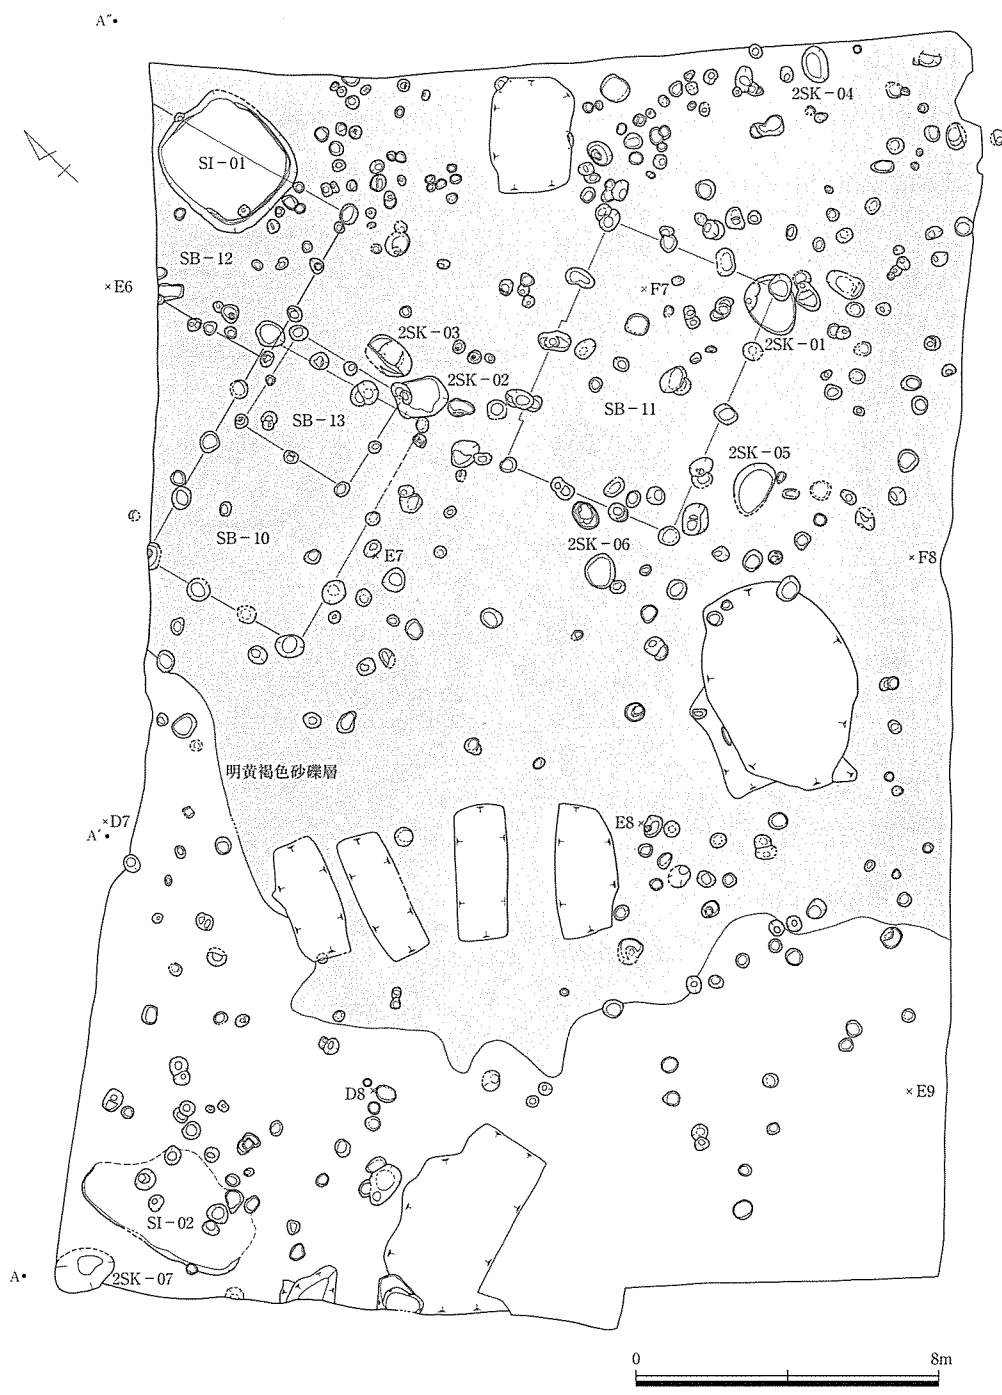 A″
2SK－04
SI－01
SB－12
E6
F7
2SK－03
2SK－01
2SK－02
SB－13
SB－11
2SK－05
SB－10
2SK－06
E7
F8
明黄褐色砂礫層
D7
A′
E8
D8
E9
SI－02
2SK－07
A
0 8m